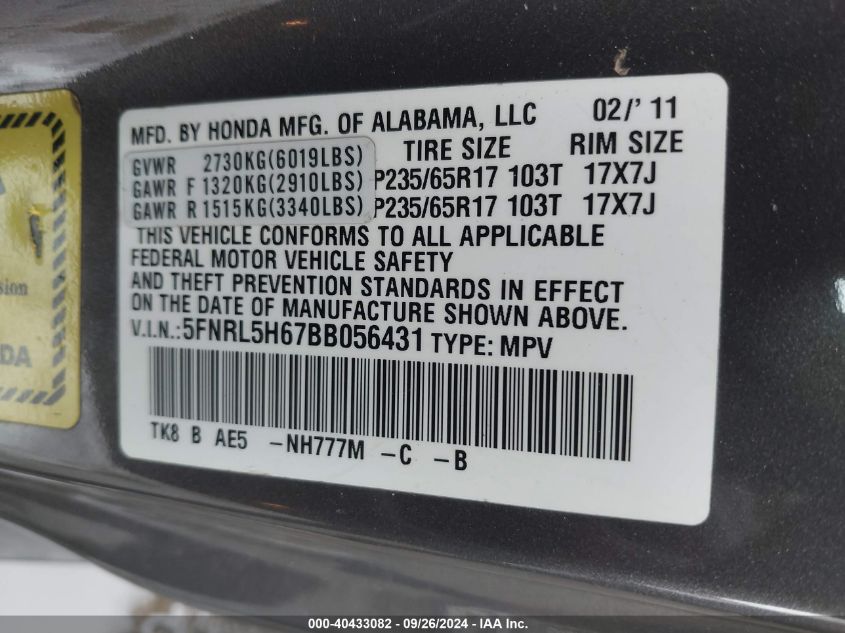 MFD. BY HONDA MFG. OF ALABAMA, LLC 02/'11
TIRE SIZE RIM SIZE
GVWR 2730KG(6019LBS)
GAWR F 1320KG(2910LBS) P235/65R17 103T 17X7J
GAWR R 1515KG(3340LBS) P235/65R17 103T 17X7J
THIS VEHICLE CONFORMS TO ALL APPLICABLE
FEDERAL MOTOR VEHICLE SAFETY
AND THEFT PREVENTION STANDARDS IN EFFECT
ON THE DATE OF MANUFACTURE SHOWN ABOVE.
V.I.N.:5FNRL5H67BB056431 TYPE: MPV
TK8 B AE5 -NH777M -C -B
000-40433082 - 09/26/2024 - IAA Inc.